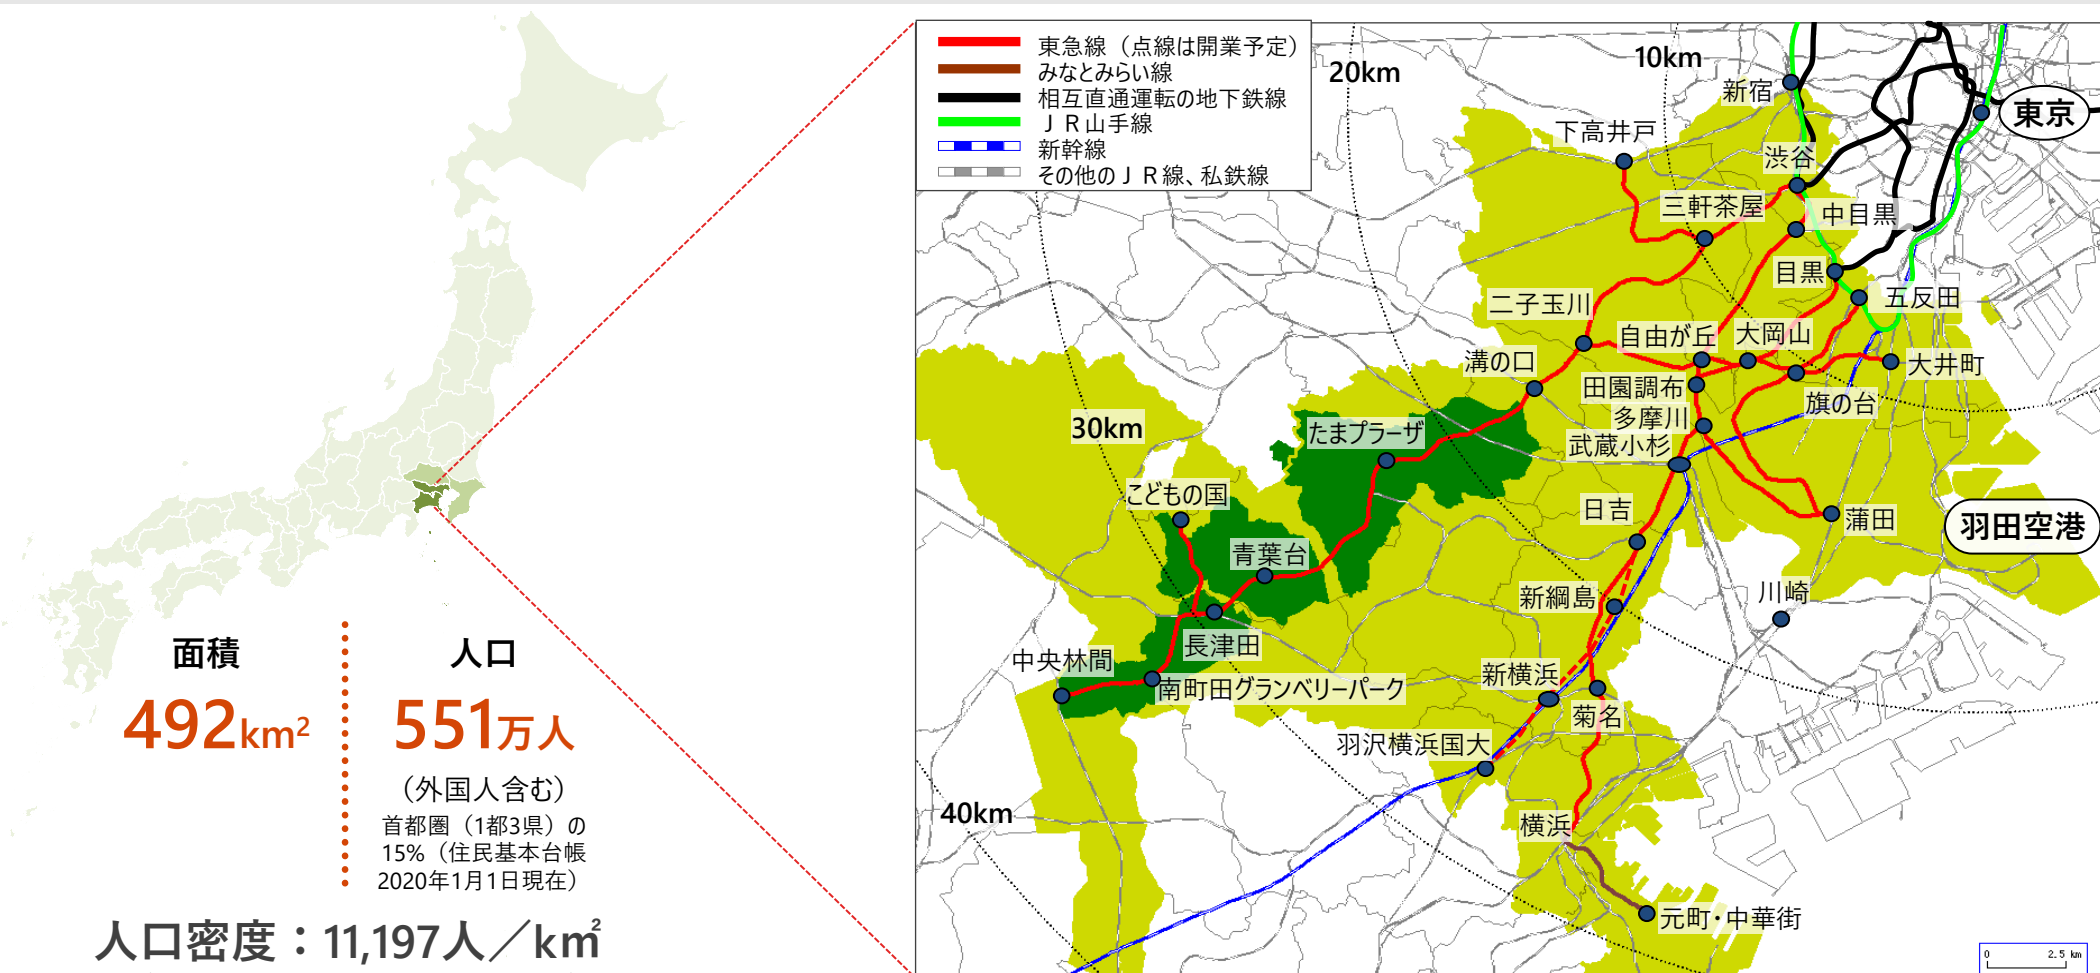 面積
492km²
人口
551万人
（外国人含む）
首都圏（1都3県）の
15%（住民基本台帳
2020年1月1日現在）
人口密度：11,197人／k㎡
東急線（点線は開業予定）
みなとみらい線
相互直通運転の地下鉄線
ＪＲ山手線
新幹線
その他のＪＲ線、私鉄線
20km
10km
新宿
東京
下高井戸
渋谷
三軒茶屋
中目黒
目黒
二子玉川
五反田
自由が丘
大岡山
溝の口
大井町
田園調布
旗の台
多摩川
30km
たまプラーザ
武蔵小杉
こどもの国
日吉
蒲田
羽田空港
青葉台
新綱島
川崎
長津田
中央林間
南町田グランベリーパーク
新横浜
菊名
羽沢横浜国大
40km
横浜
元町・中華街
0 2.5 km